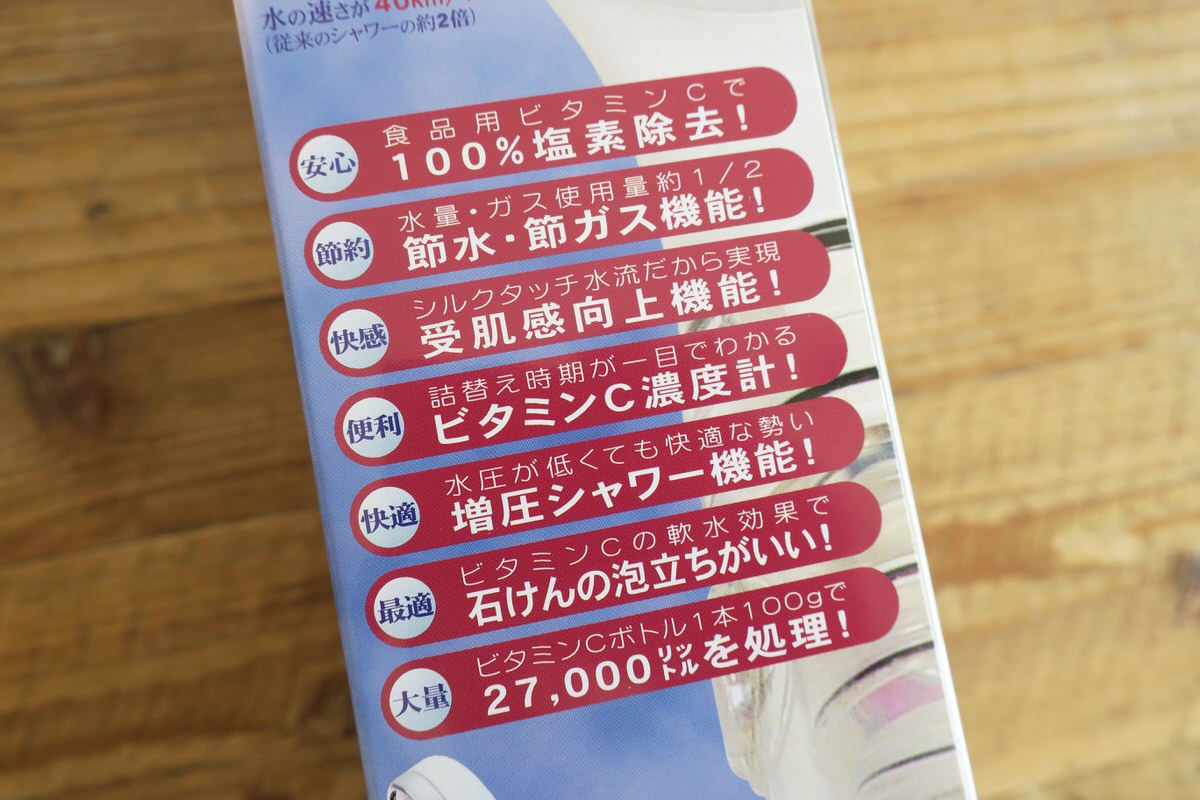 水の速さが40km/
(従来のシャワーの約2倍)
安心
食品用ビタミンCで
100%塩素除去!
節約
水量・ガス使用量約1/2
節水・節ガス機能!
快感
シルクタッチ水流だから実現
受肌感向上機能!
便利
詰替え時期が一目でわかる
ビタミンC濃度計!
快適
水圧が低くても快適な勢い
増圧シャワー機能!
最適
ビタミンCの軟水効果で
石けんの泡立ちがいい!
大量
ビタミンCボトル1本100gで
27,000リットルを処理!